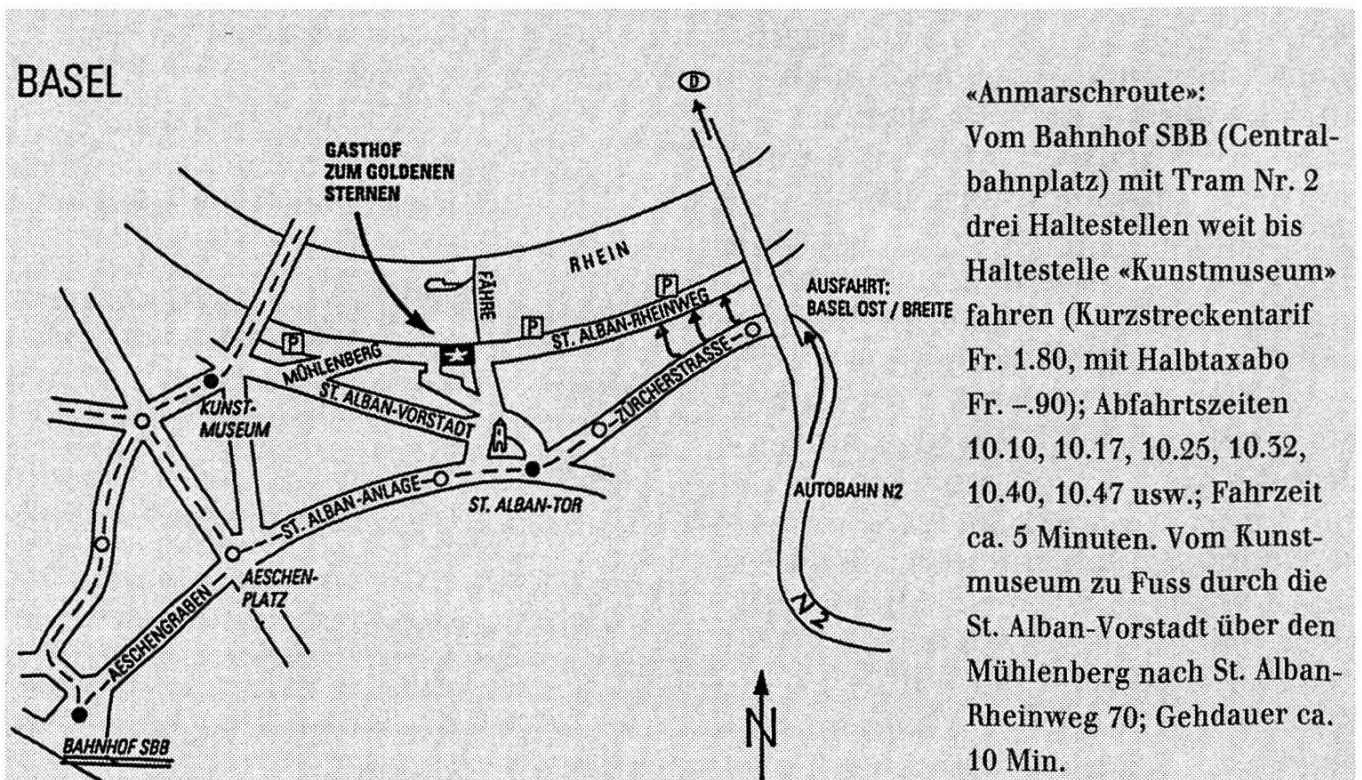 BASEL
D
GASTHOF
ZUM GOLDENEN
STERNEN
RHEIN
FÄHRE
P
P
P
ST. ALBAN-RHEINWEG
AUSFAHRT:
BASEL OST / BREITE
MÜHLENBERG
ST. ALBAN-VORSTADT
ZÜRCHERSTRASSE
KUNST-
MUSEUM
ST. ALBAN-ANLAGE
ST. ALBAN-TOR
AUTOBAHN N2
AESCHEN-
PLATZ
AESCHENGRABEN
N2
N
BAHNHOF SBB
«Anmarschroute»:
Vom Bahnhof SBB (Central-
bahnplatz) mit Tram Nr. 2
drei Haltestellen weit bis
Haltestelle «Kunstmuseum»
fahren (Kurzstreckentarif
Fr. 1.80, mit Halbtaxabo
Fr. –.90); Abfahrtszeiten
10.10, 10.17, 10.25, 10.32,
10.40, 10.47 usw.; Fahrzeit
ca. 5 Minuten. Vom Kunst-
museum zu Fuss durch die
St. Alban-Vorstadt über den
Mühlenberg nach St. Alban-
Rheinweg 70; Gehdauer ca.
10 Min.